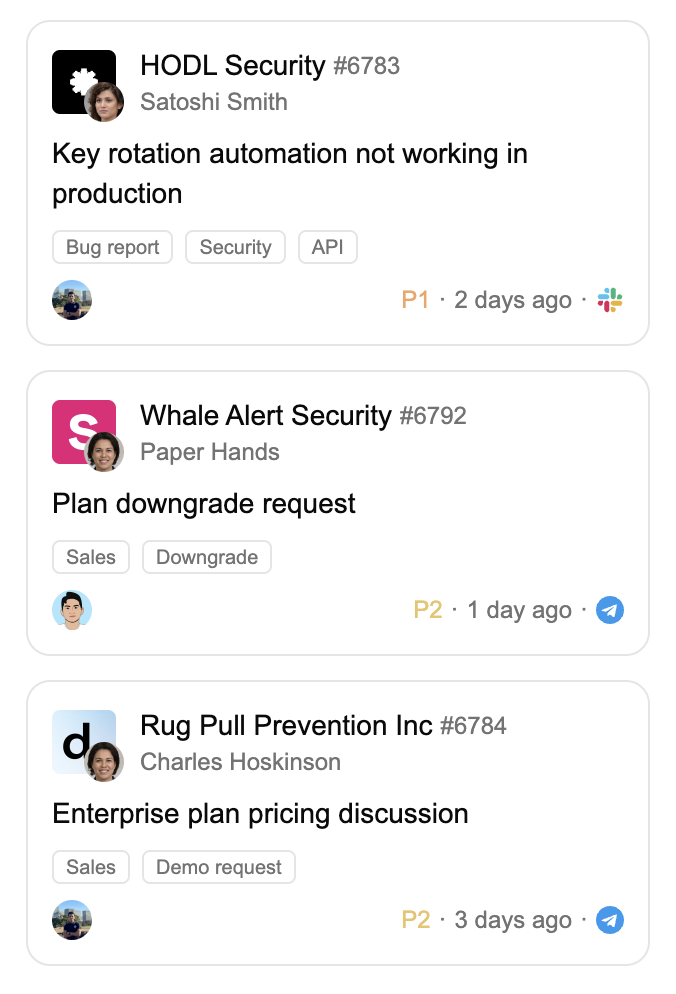 HODL Security #6783
Satoshi Smith
Key rotation automation not working in
production
Bug report Security API
P1 · 2 days ago ·
S
Whale Alert Security #6792
Paper Hands
Plan downgrade request
Sales Downgrade
P2 · 1 day ago ·
d
Rug Pull Prevention Inc #6784
Charles Hoskinson
Enterprise plan pricing discussion
Sales Demo request
P2 · 3 days ago ·